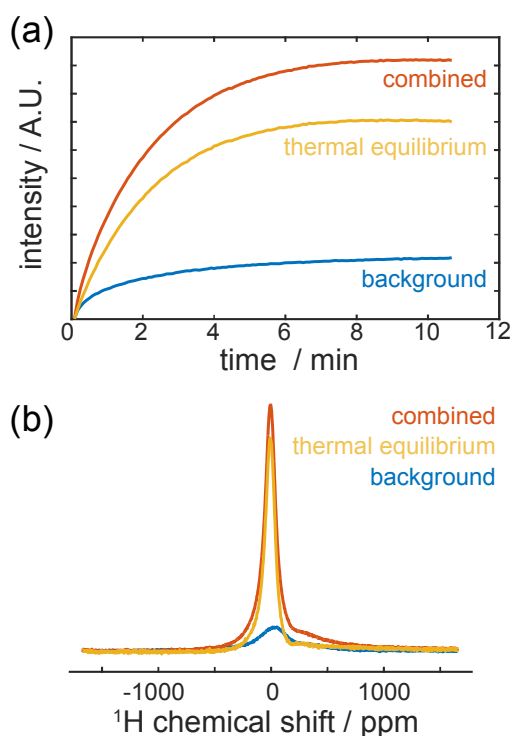 (a)
combined
thermal equilibrium
background
intensity / A.U.
0 2 4 6 8 10 12
time / min
(b)
combined
thermal equilibrium
background
-1000 0 1000
¹H chemical shift / ppm